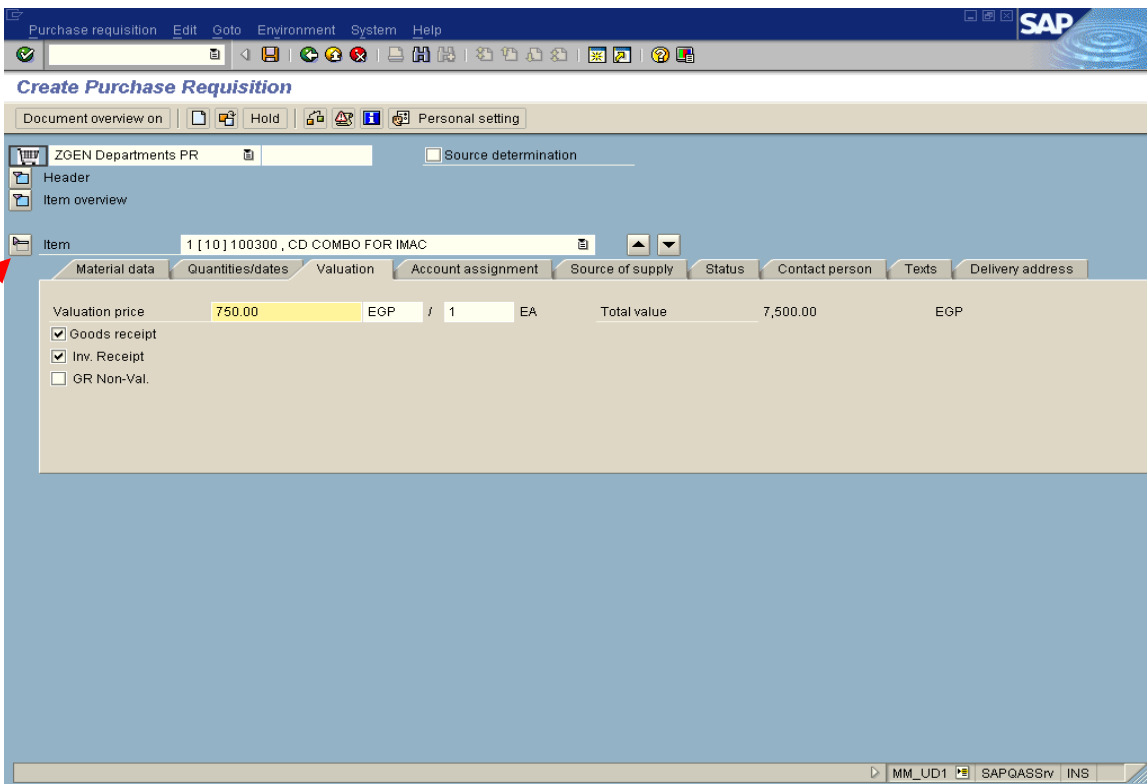 Purchase requisition Edit Goto Environment System Help
SAP
Create Purchase Requisition
Document overview on Hold Personal setting
ZGEN Departments PR Source determination
Header
Item overview
Item 1 [ 10 ] 100300 , CD COMBO FOR IMAC
Material data Quantities/dates Valuation Account assignment Source of supply Status Contact person Texts Delivery address
Valuation price 750.00 EGP / 1 EA Total value 7,500.00 EGP
Goods receipt
Inv. Receipt
GR Non-Val.
MM_UD1 SAPQASSrv INS